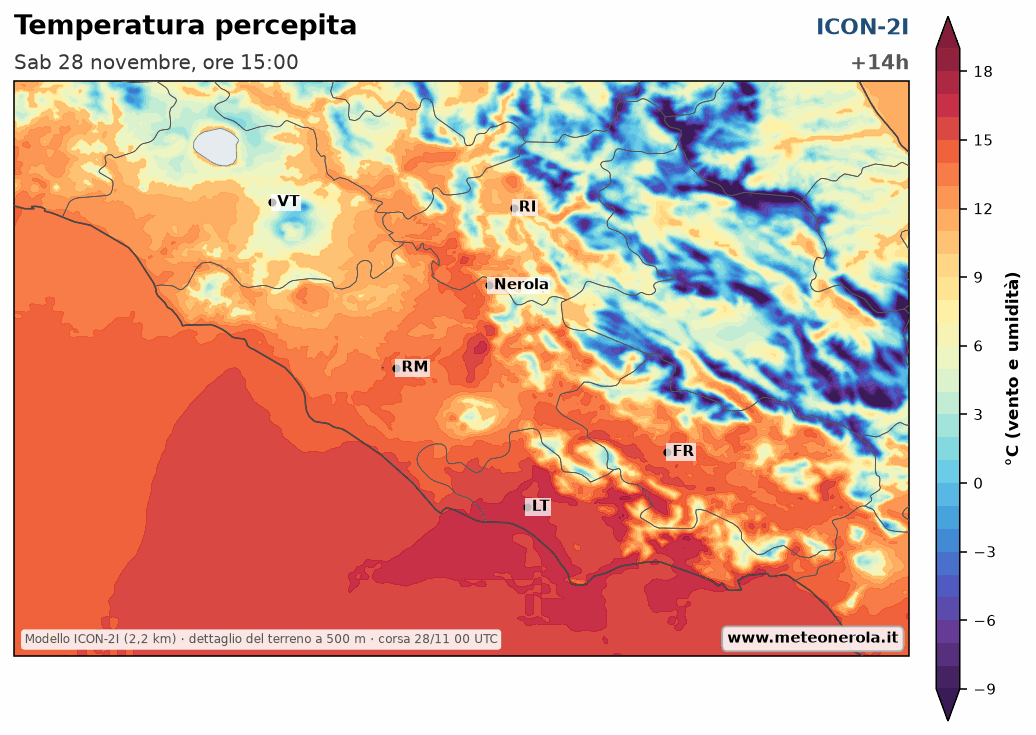 Temperatura percepita
ICON-2I
Sab 28 novembre, ore 15:00
+14h
18
15
12
9
6
3
0
−3
−6
−9
°C (vento e umidità)
VT
RI
Nerola
RM
FR
LT
Modello ICON-2I (2,2 km) · dettaglio del terreno a 500 m · corsa 28/11 00 UTC
www.meteonerola.it